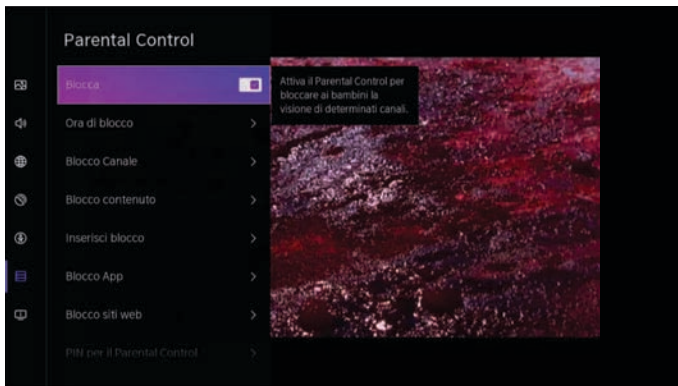 Parental Control
Blocca
Attiva il Parental Control per
bloccare ai bambini la
visione di determinati canali.
Ora di blocco
Blocco Canale
Blocco contenuto
Inserisci blocco
Blocco App
Blocco siti web
PIN per il Parental Control